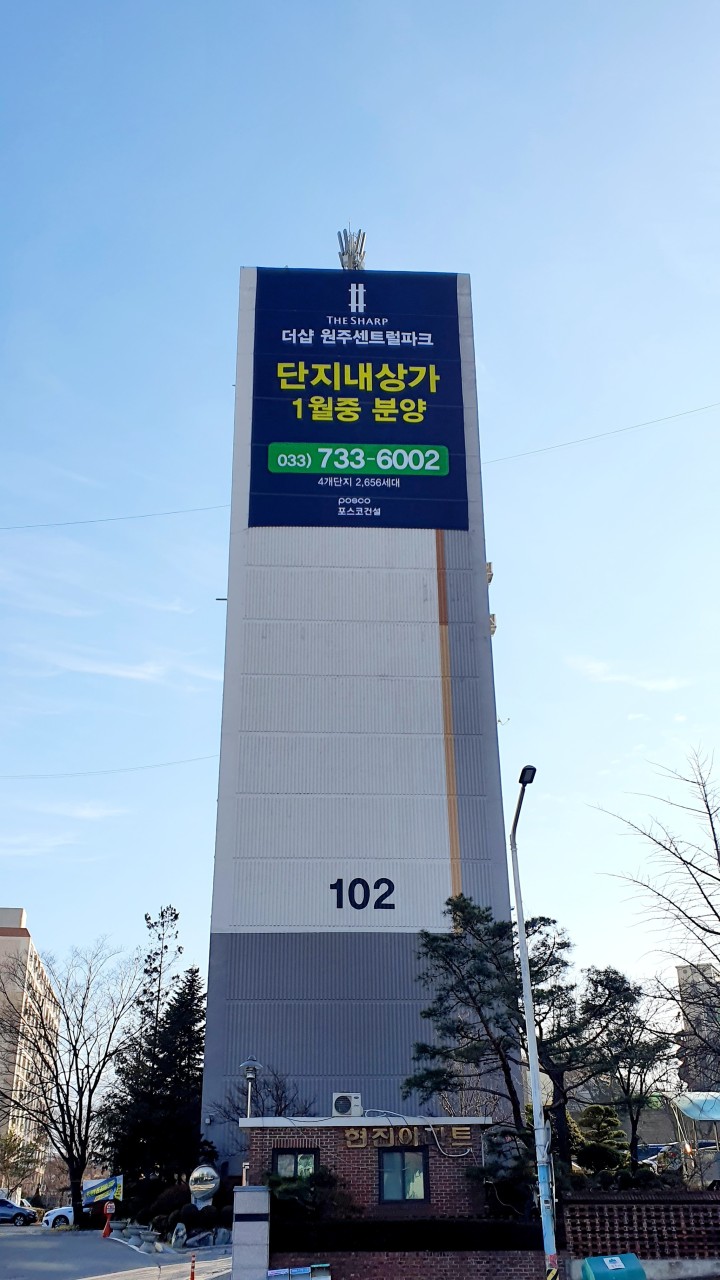 THE SHARP
더샵 원주센트럴파크
단지내상가
1월중 분양
033) 733-6002
4개단지 2,656세대
posco
포스코건설
102
현진아파트